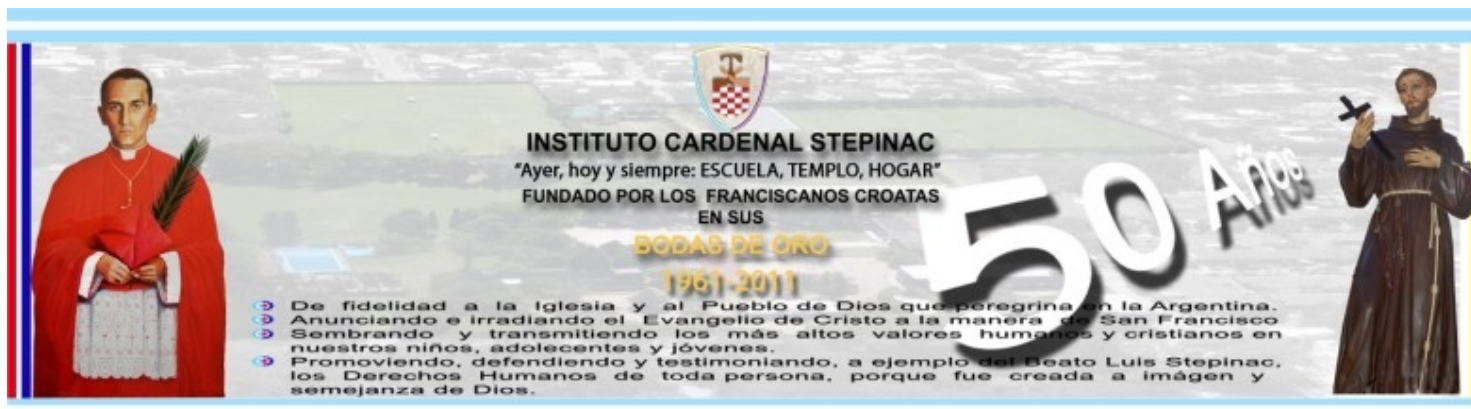 INSTITUTO CARDENAL STEPINAC
"Ayer, hoy y siempre: ESCUELA, TEMPLO, HOGAR"
FUNDADO POR LOS FRANCISCANOS CROATAS
EN SUS
BODAS DE ORO
1961-2011
50 Años
De fidelidad a la Iglesia y al Pueblo de Dios que peregrina en la Argentina.
Anunciando e irradiando el Evangelio de Cristo a la manera de San Francisco
Sembrando y transmitiendo los más altos valores humanos y cristianos en
nuestros niños, adolecentes y jóvenes.
Promoviendo, defendiendo y testimoniando, a ejemplo del Beato Luis Stepinac,
los Derechos Humanos de toda persona, porque fue creada a imágen y
semejanza de Dios.